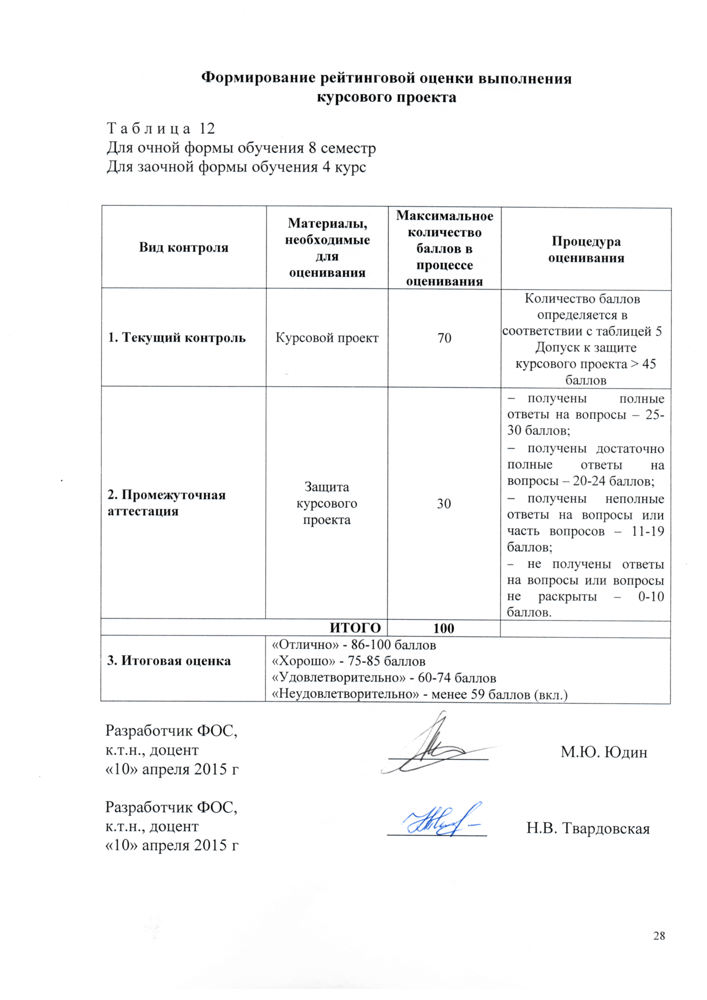 Формирование рейтинговой оценки выполнения
курсового проекта
Т а б л и ц а 12
Для очной формы обучения 8 семестр
Для заочной формы обучения 4 курс
Вид контроля
Материалы,
необходимые
для
оценивания
Максимальное
количество
баллов в
процессе
оценивания
Процедура
оценивания
1. Текущий контроль
Курсовой проект
70
Количество баллов
определяется в
соответствии с таблицей 5
Допуск к защите
курсового проекта > 45
баллов
2. Промежуточная
аттестация
Защита
курсового
проекта
30
– получены полные
ответы на вопросы – 25-
30 баллов;
– получены достаточно
полные ответы на
вопросы – 20-24 баллов;
– получены неполные
ответы на вопросы или
часть вопросов – 11-19
баллов;
– не получены ответы
на вопросы или вопросы
не раскрыты – 0-10
баллов.
ИТОГО
100
3. Итоговая оценка
«Отлично» - 86-100 баллов
«Хорошо» - 75-85 баллов
«Удовлетворительно» - 60-74 баллов
«Неудовлетворительно» - менее 59 баллов (вкл.)
Разработчик ФОС,
к.т.н., доцент
«10» апреля 2015 г
М.Ю. Юдин
Разработчик ФОС,
к.т.н., доцент
«10» апреля 2015 г
Н.В. Твардовская
28